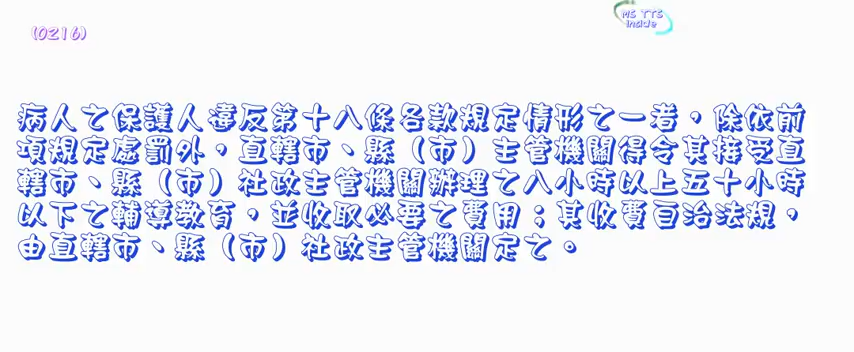 (0216)
MS TTS
inside
病人之保護人違反第十八條各款規定情形之一者，除依前
項規定處罰外，直轄市、縣（市）主管機關得令其接受直
轄市、縣（市）社政主管機關辦理之八小時以上五十小時
以下之輔導教育，並收取必要之費用；其收費自治法規，
由直轄市、縣（市）社政主管機關定之。